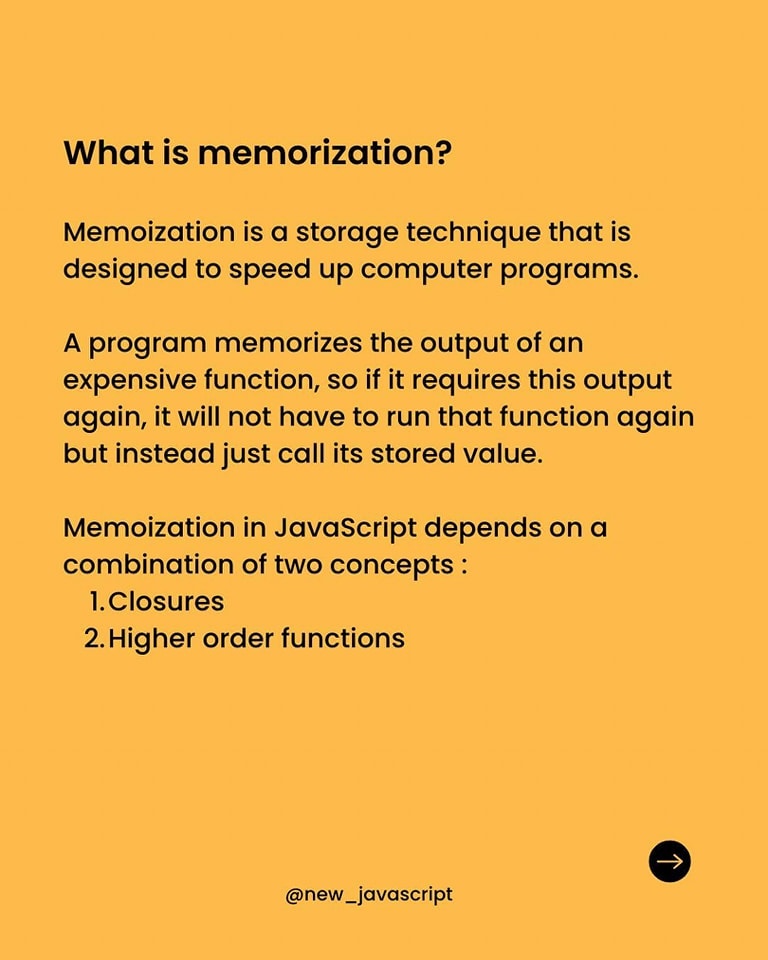 What is memorization?
Memoization is a storage technique that is
designed to speed up computer programs.
A program memorizes the output of an
expensive function, so if it requires this output
again, it will not have to run that function again
but instead just call its stored value.
Memoization in JavaScript depends on a
combination of two concepts :
1. Closures
2. Higher order functions
@new_javascript